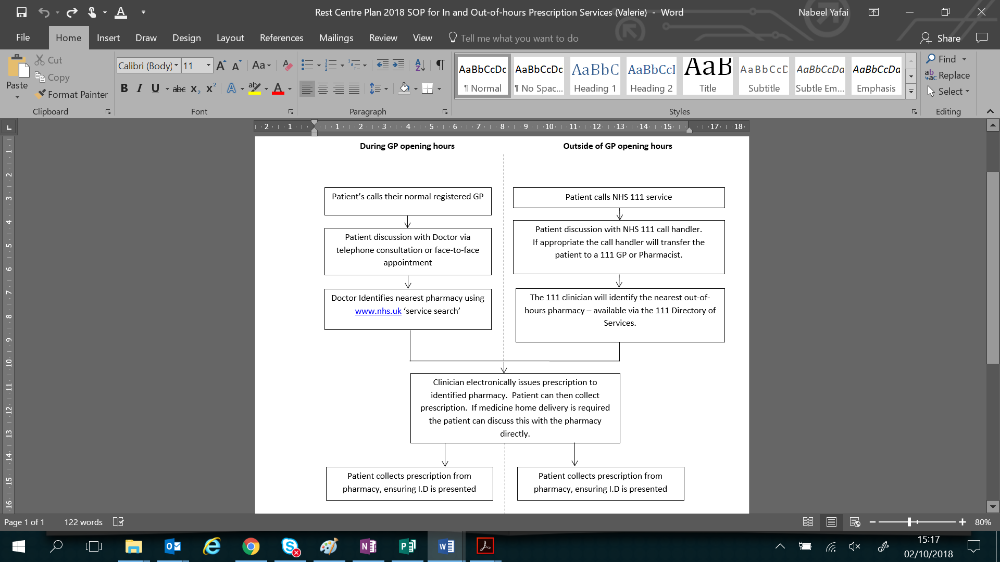 Rest Centre Plan 2018 SOP for In and Out-of-hours Prescription Services (Valerie) - Word
Nabeel Yafai
File
Home
Insert
Draw
Design
Layout
References
Mailings
Review
View
Tell me what you want to do
Share
Paste
Cut
Copy
Format Painter
Clipboard
Calibri (Body)
11
Font
Paragraph
AaBbCcDc
¶ Normal
AaBbCcDc
¶ No Spac...
AaBbC
Heading 1
AaBbCcI
Heading 2
AaB
Title
AaBbCcD
Subtitle
AaBbCcDa
Subtle Em...
AaBbCcDa
Emphasis
Styles
Find
Replace
Select
Editing
2 1 1 2 3 4 5 6 7 8 9 10 11 12 13 14 15 17 18
1
2
3
4
5
6
7
8
9
10
11
12
13
14
15
16
During GP opening hours
Outside of GP opening hours
Patient’s calls their normal registered GP
Patient discussion with Doctor via
telephone consultation or face-to-face
appointment
Doctor Identifies nearest pharmacy using
www.nhs.uk ‘service search’
Patient calls NHS 111 service
Patient discussion with NHS 111 call handler.
If appropriate the call handler will transfer the
patient to a 111 GP or Pharmacist.
The 111 clinician will identify the nearest out-of-
hours pharmacy – available via the 111 Directory of
Services.
Clinician electronically issues prescription to
identified pharmacy. Patient can then collect
prescription. If medicine home delivery is required
the patient can discuss this with the pharmacy
directly.
Patient collects prescription from
pharmacy, ensuring I.D is presented
Patient collects prescription from
pharmacy, ensuring I.D is presented
Page 1 of 1
122 words
80%
15:17
02/10/2018